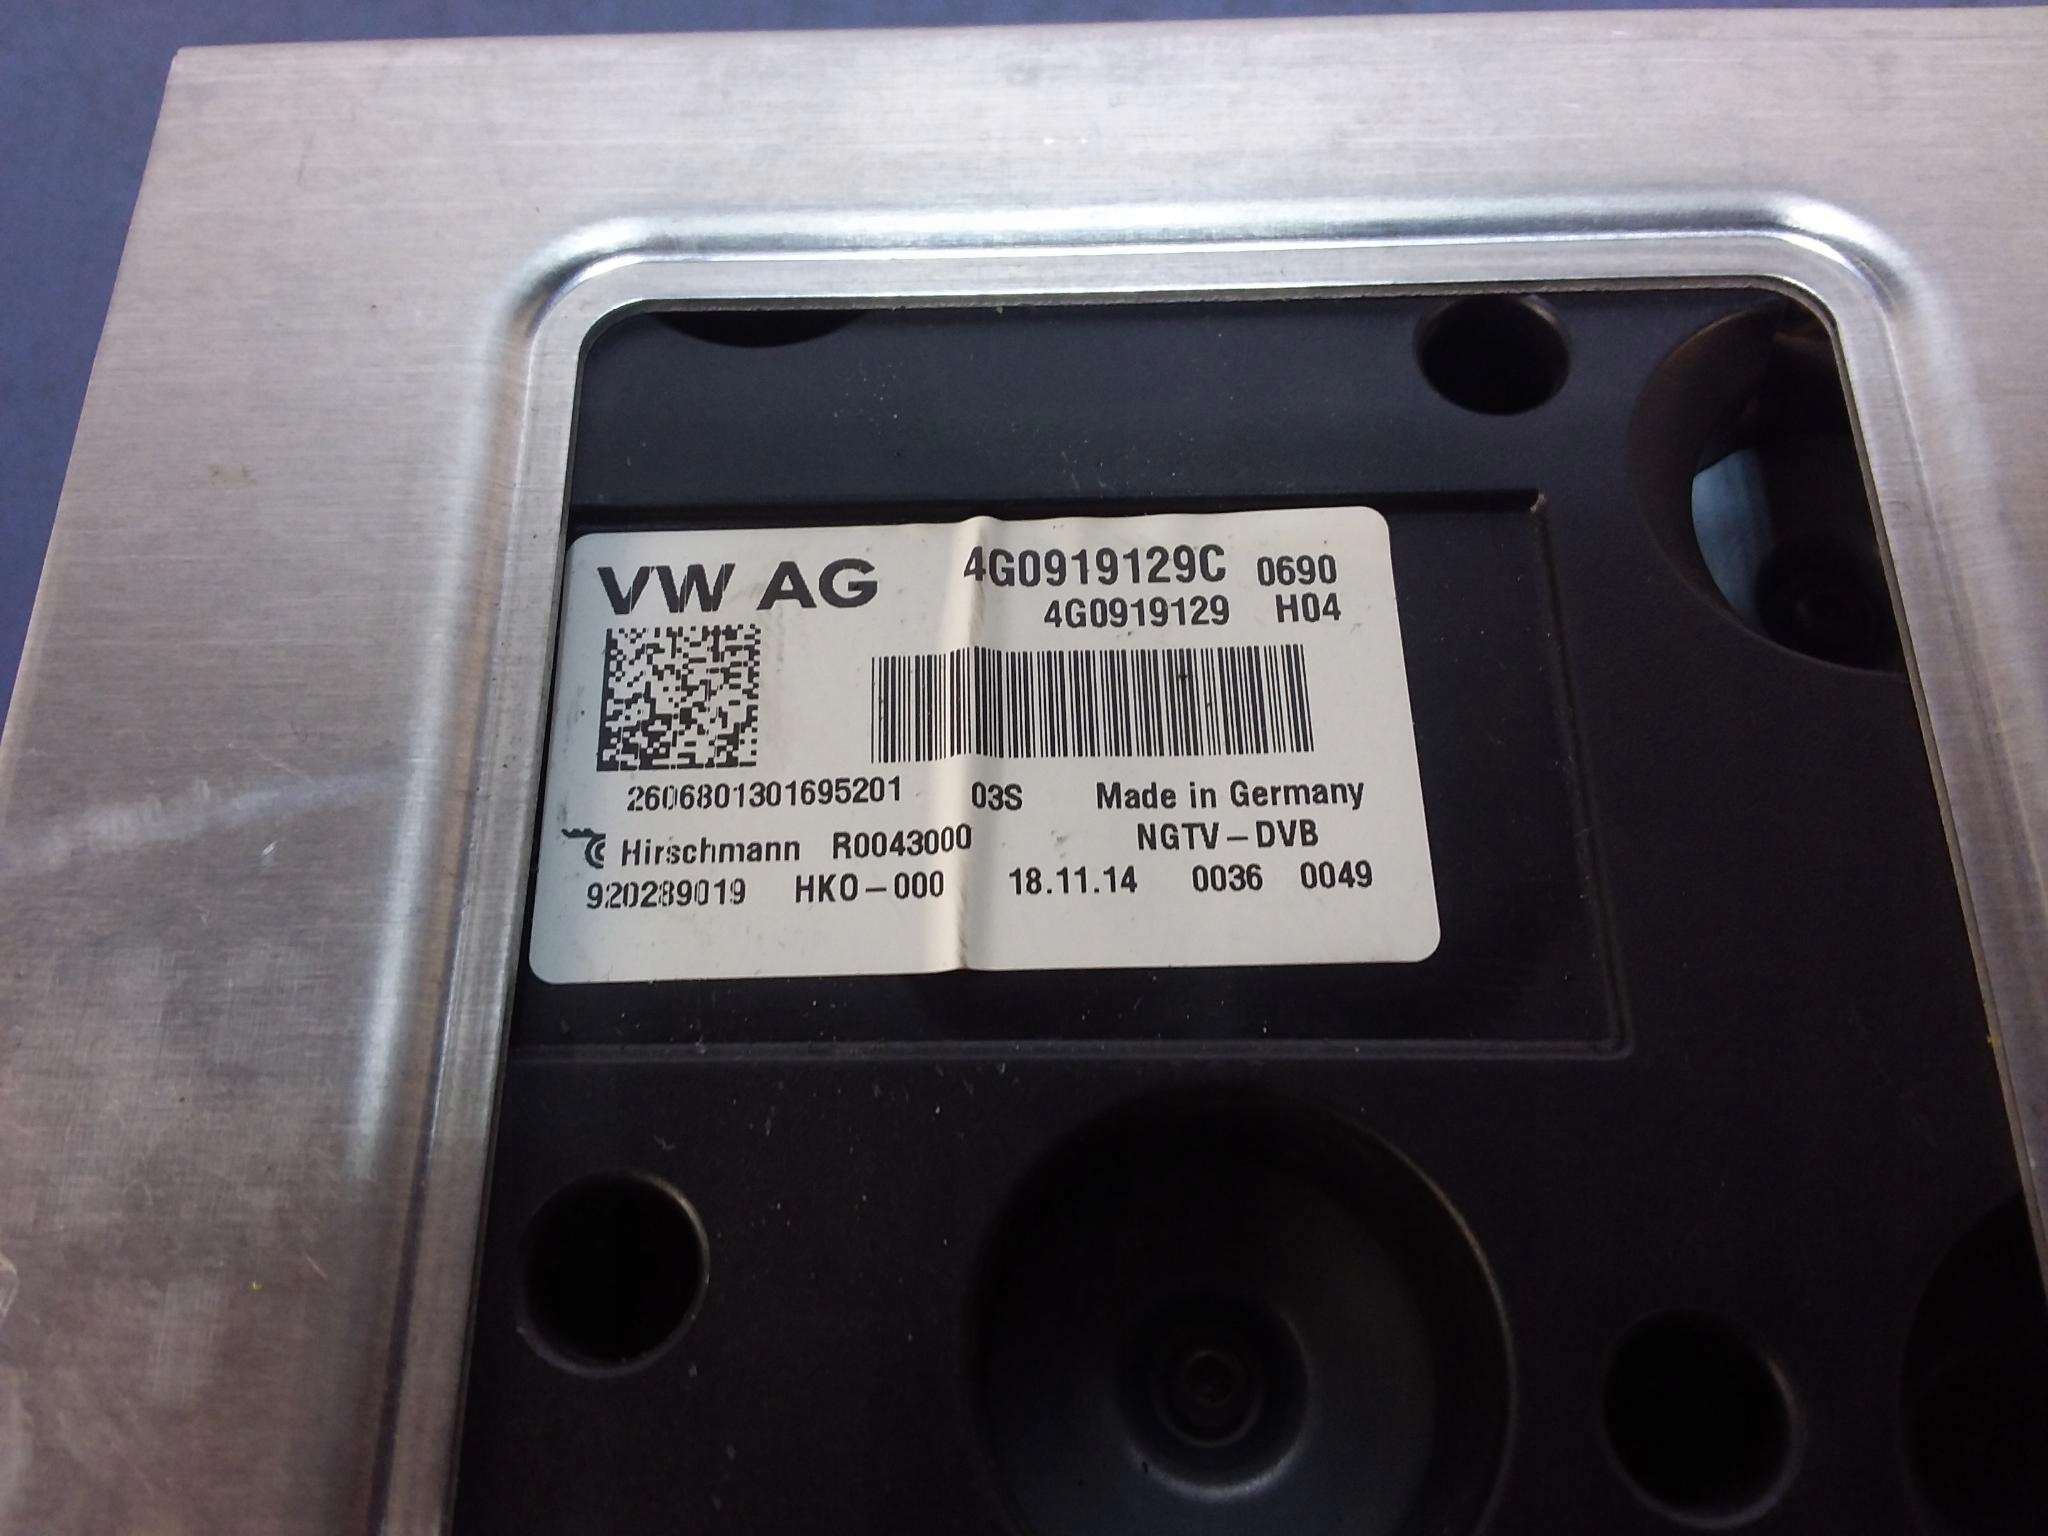 VW AG 4G0919129C 0690
4G0919129 H04
2606801301695201 03S Made in Germany
Hirschmann R0043000 NGTV-DVB
920289019 HKO-000 18.11.14 0036 0049